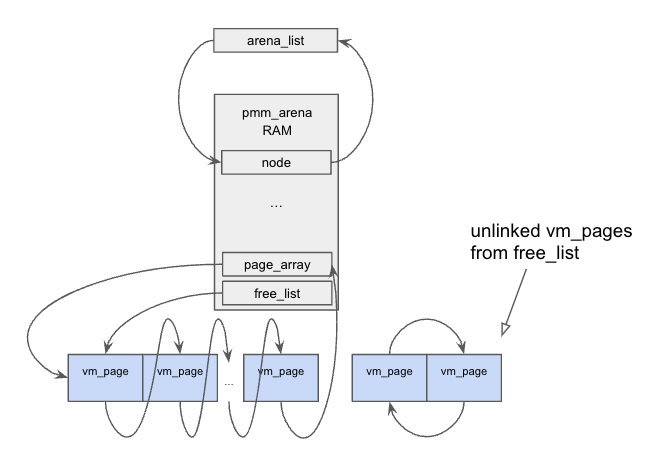 arena_list
pmm_arena
RAM
node
...
unlinked vm_pages
from free_list
page_array
free_list
vm_page
vm_page
...
vm_page
vm_page
vm_page